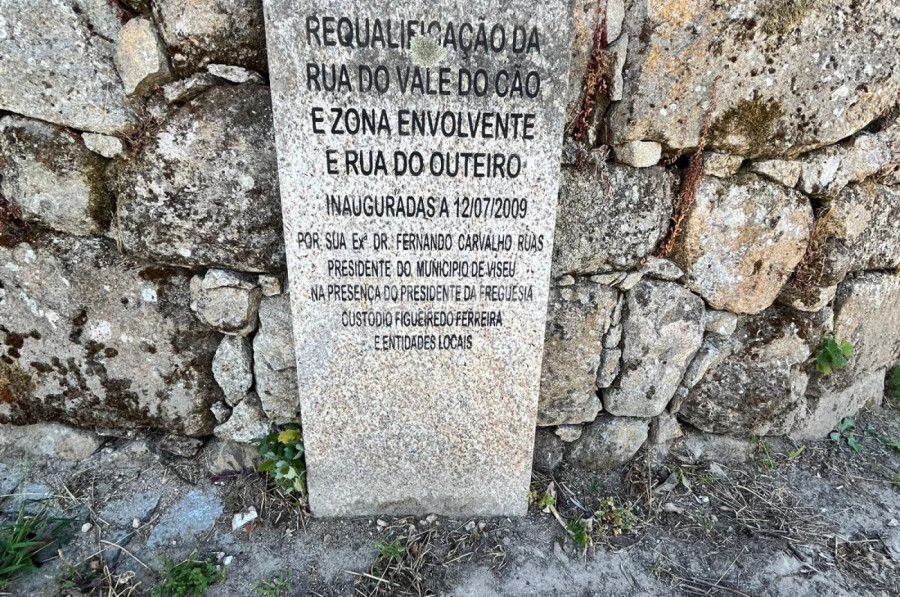 REQUALIFICAÇÃO DA
RUA DO VALE DO CÃO
E ZONA ENVOLVENTE
E RUA DO OUTEIRO
INAUGURADAS A 12/07/2009
POR SUA Exª DR. FERNANDO CARVALHO RUAS
PRESIDENTE DO MUNICIPIO DE VISEU
NA PRESENÇA DO PRESIDENTE DA FREGUESIA
CUSTÓDIO FIGUEIREDO FERREIRA
E ENTIDADES LOCAIS